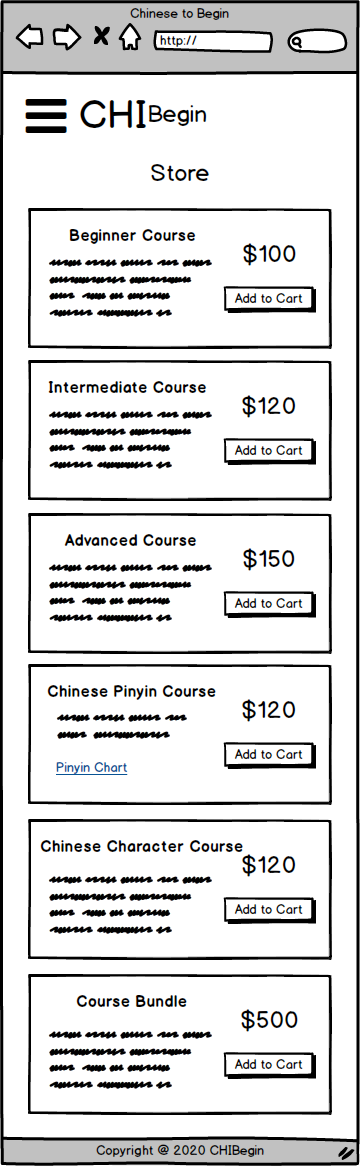 Chinese to Begin
http://
CHIBegin
Store
Beginner Course
$100
Add to Cart
Intermediate Course
$120
Add to Cart
Advanced Course
$150
Add to Cart
Chinese Pinyin Course
$120
Add to Cart
Pinyin Chart
Chinese Character Course
$120
Add to Cart
Course Bundle
$500
Add to Cart
Copyright @ 2020 CHIBegin